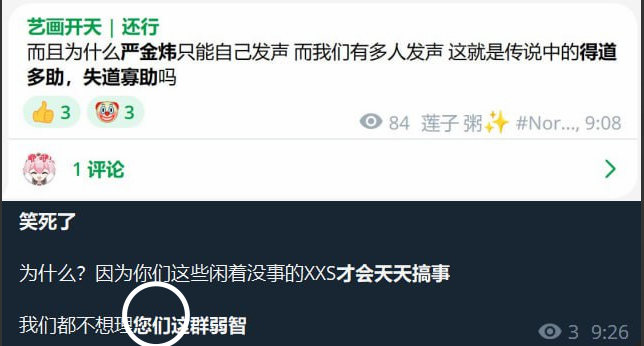 艺画开天 | 还行
而且为什么严金炜只能自己发声 而我们有多人发声 这就是传说中的得道
多助，失道寡助吗
👍 3 🤡 3
84 莲子 粥✨ #Nor..., 9:08
1 评论
笑死了
为什么？因为你们这些闲着没事的XXS才会天天搞事
我们都不想理您们这群弱智
3 9:26